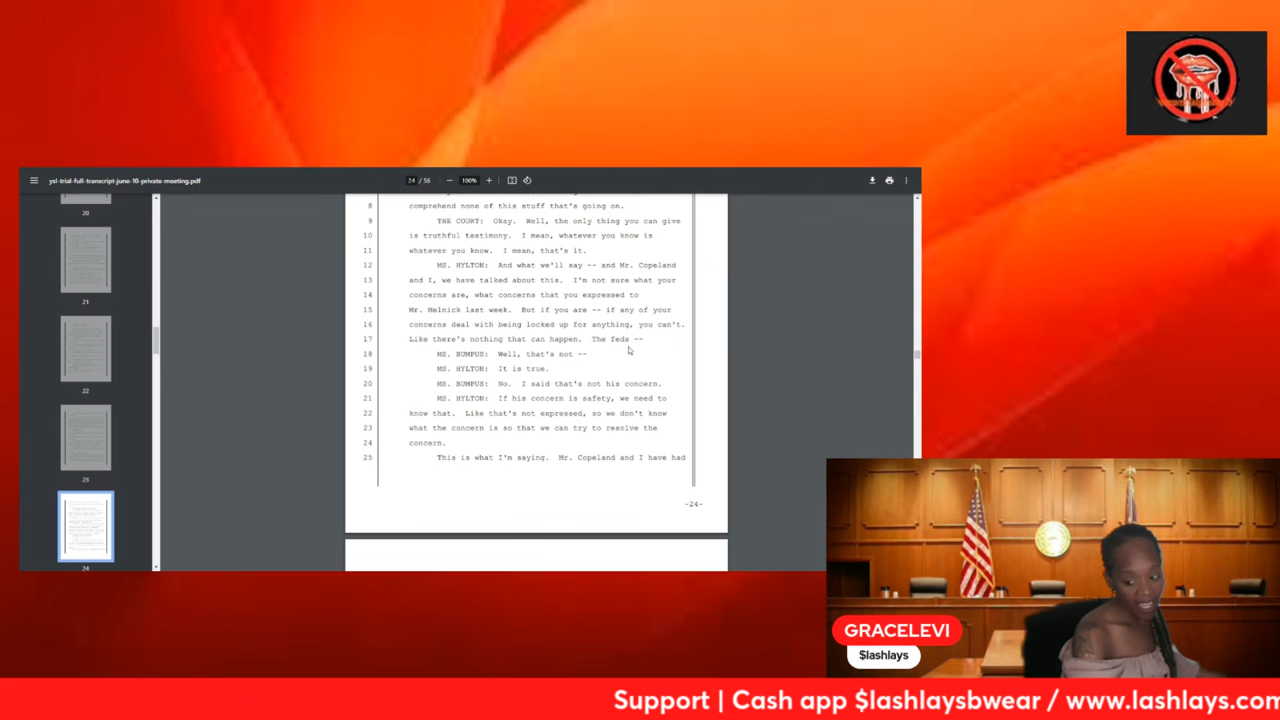 ysl-trial-full-transcript-june-10-private-meeting.pdf
24 / 56
100%
20
21
22
23
24
8 comprehend none of this stuff that's going on.
9 THE COURT: Okay. Well, the only thing you can give
10 is truthful testimony. I mean, whatever you know is
11 whatever you know. I mean, that's it.
12 MS. HYLTON: And what we'll say -- and Mr. Copeland
13 and I, we have talked about this. I'm not sure what your
14 concerns are, what concerns that you expressed to
15 Mr. Melnick last week. But if you are -- if any of your
16 concerns deal with being locked up for anything, you can't.
17 Like there's nothing that can happen. The feds --
18 MS. BUMPUS: Well, that's not --
19 MS. HYLTON: It is true.
20 MS. BUMPUS: No. I said that's not his concern.
21 MS. HYLTON: If his concern is safety, we need to
22 know that. Like that's not expressed, so we don't know
23 what the concern is so that we can try to resolve the
24 concern.
25 This is what I'm saying. Mr. Copeland and I have had
-24-
GRACELEVI
$lashlays
Support | Cash app $lashlaysbwear / www.lashlays.com